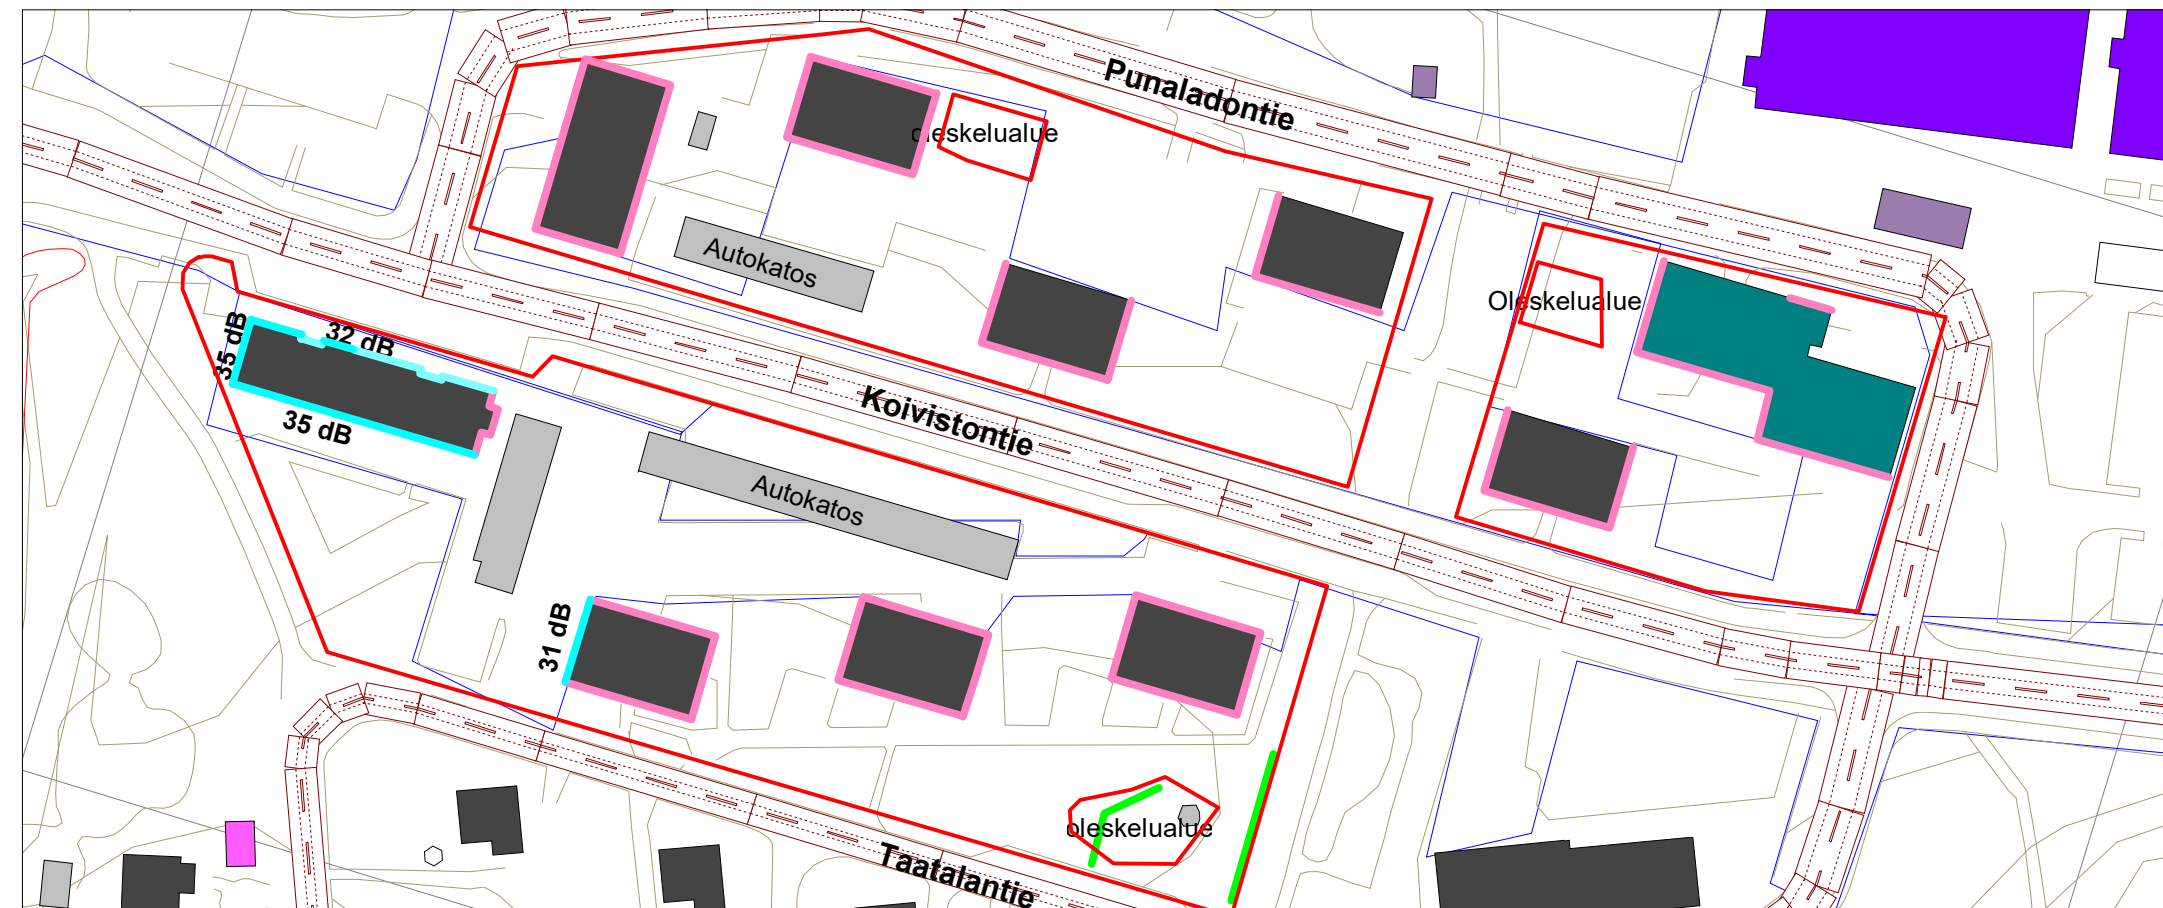 Punaladontie
oleskelualue
Autokatos
Oleskelualue
35 dB
32 dB
35 dB
Koivistontie
Autokatos
31 dB
oleskelualue
Taatalantie